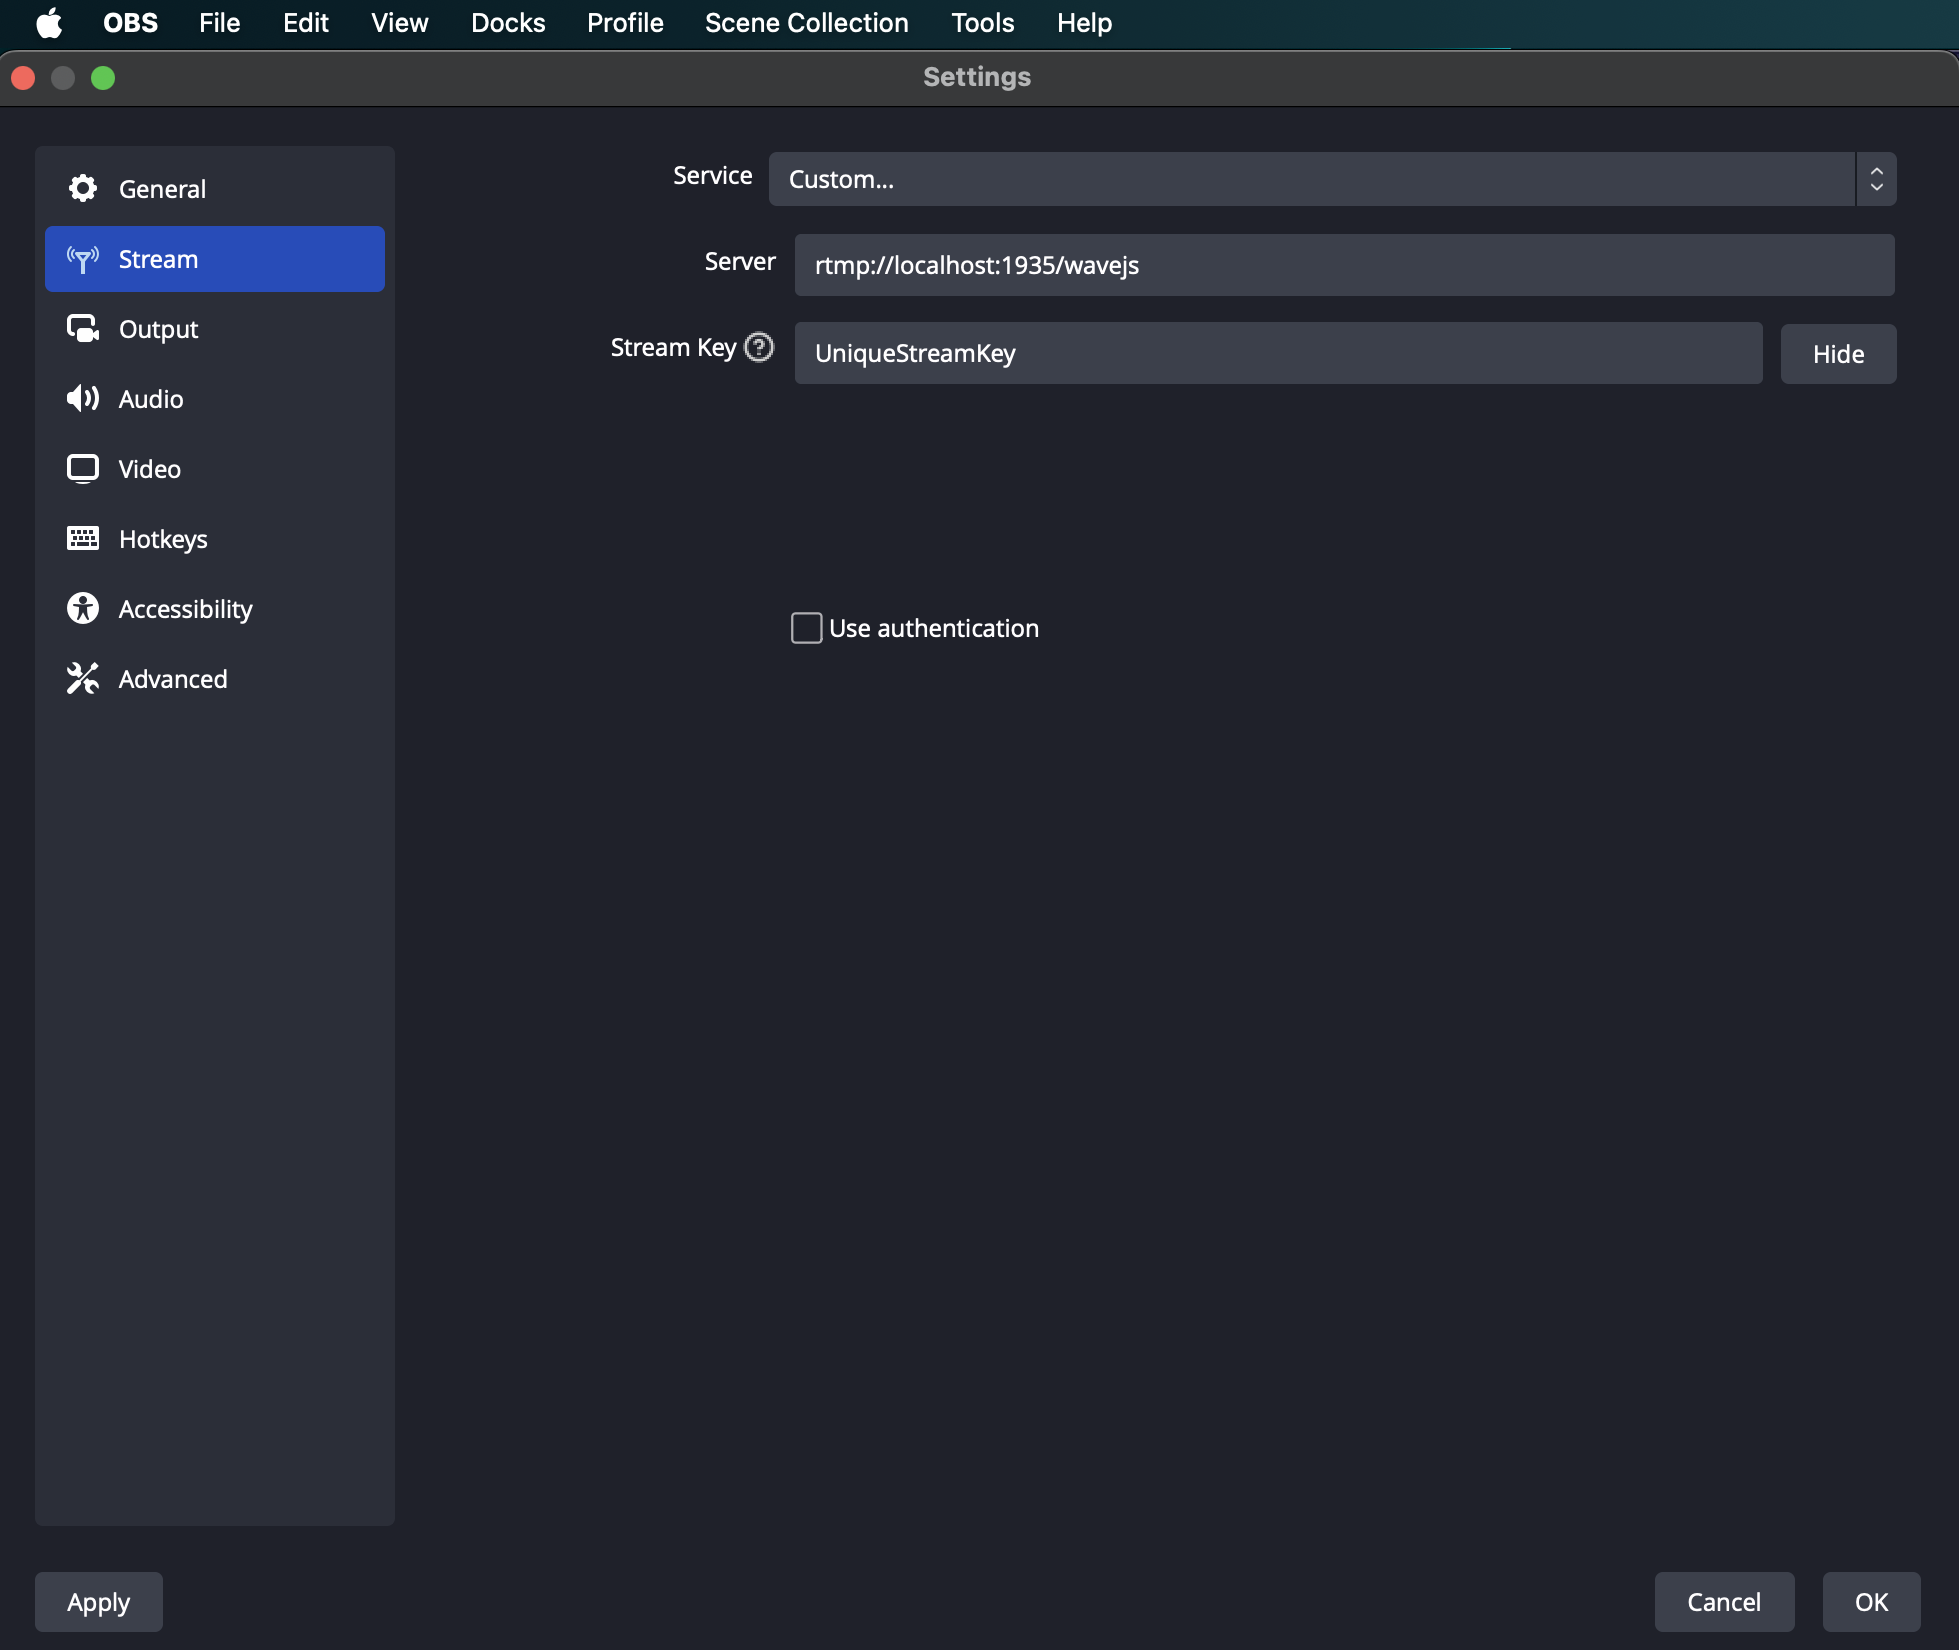 OBS File Edit View Docks Profile Scene Collection Tools Help
Settings
General
Stream
Output
Audio
Video
Hotkeys
Accessibility
Advanced
Service Custom...
Server rtmp://localhost:1935/wavejs
Stream Key ? UniqueStreamKey Hide
Use authentication
Apply Cancel OK